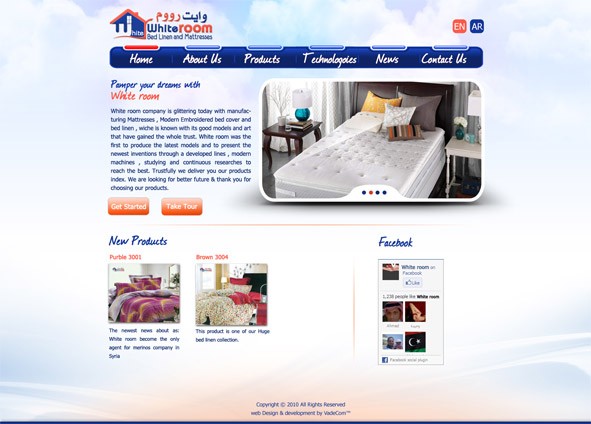 وايت رووم
White room
Bed Linen and Mattresses
EN AR
Home About Us Products Technologoies News Contact Us
Pamper your dreams with
White room
White room company is glittering today with manufac-
turing Mattresses , Modern Embroidered bed cover and
bed linen , wiche is known with its good models and art
that have gained the whole trust. White room was the
first to produce the latest models and to present the
newest inventions through a developed lines , modern
machines , studying and continuous researches to
reach the best. Trustfully we deliver you our products
index. We are looking for better future & thank you for
choosing our products.
Get Started Take Tour
New Products
Purble 3001 Brown 3004
The newest news about as:
White room become the only
agent for merinos company in
Syria
This product is one of our Huge
bed linen collection.
Facebook
White room on
Facebook
Like
1,238 people like White room
Ahmad
Facebook social plugin
Copyright © 2010 All Rights Reserved
web Design & development by VadeCom™